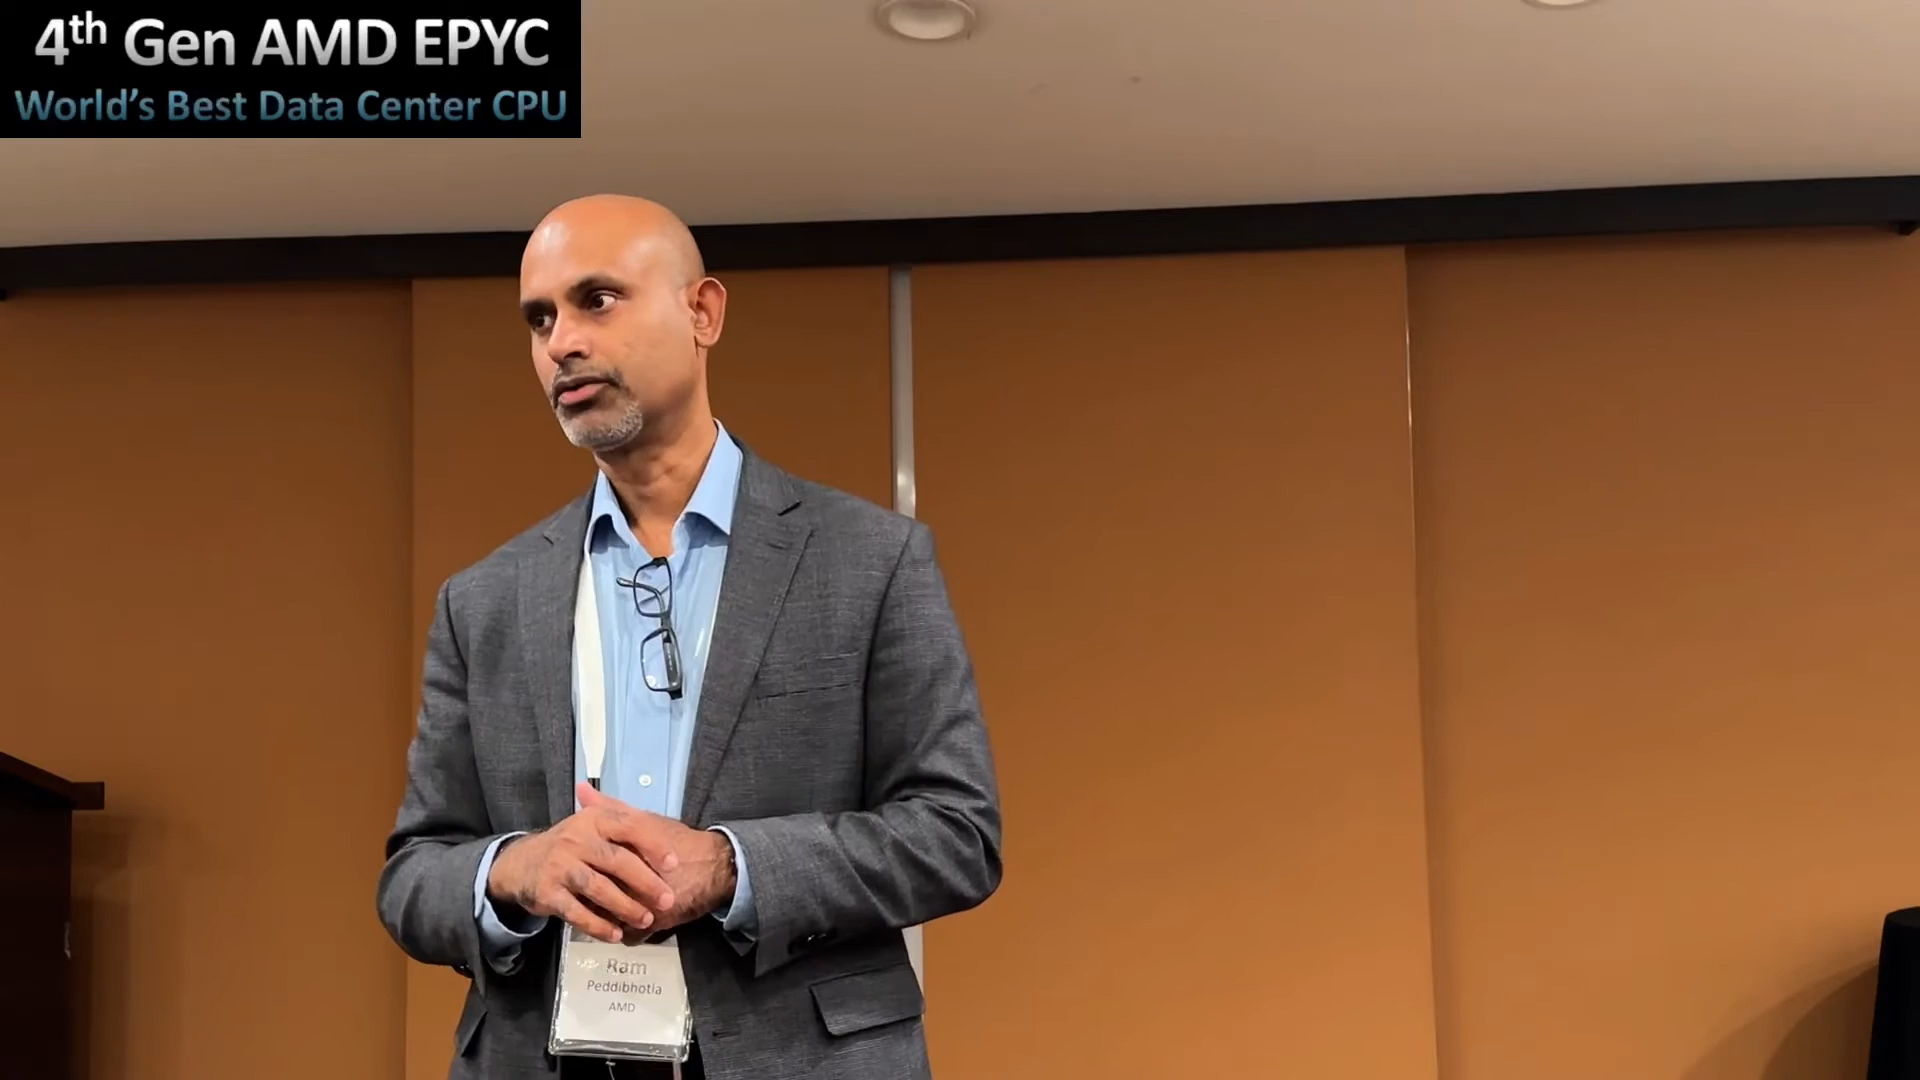 4th Gen AMD EPYC
World's Best Data Center CPU
Ram
Peddibhotla
AMD